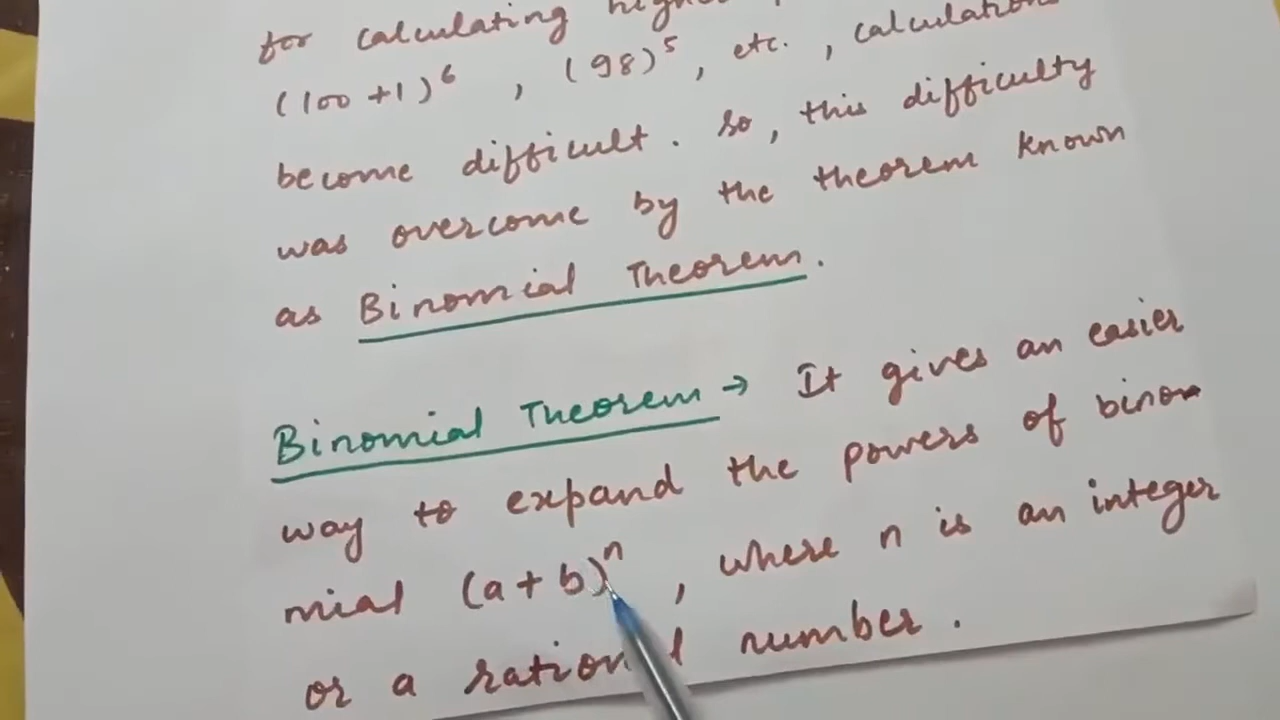 for calculating
(100 +1)^6 , (98)^5, etc. , calculation
become difficult. So, this difficulty
was overcome by the theorem known
as Binomial Theorem.
Binomial Theorem → It gives an easier
way to expand the powers of bino-
mial (a + b)^n , where n is an integer
or a number.